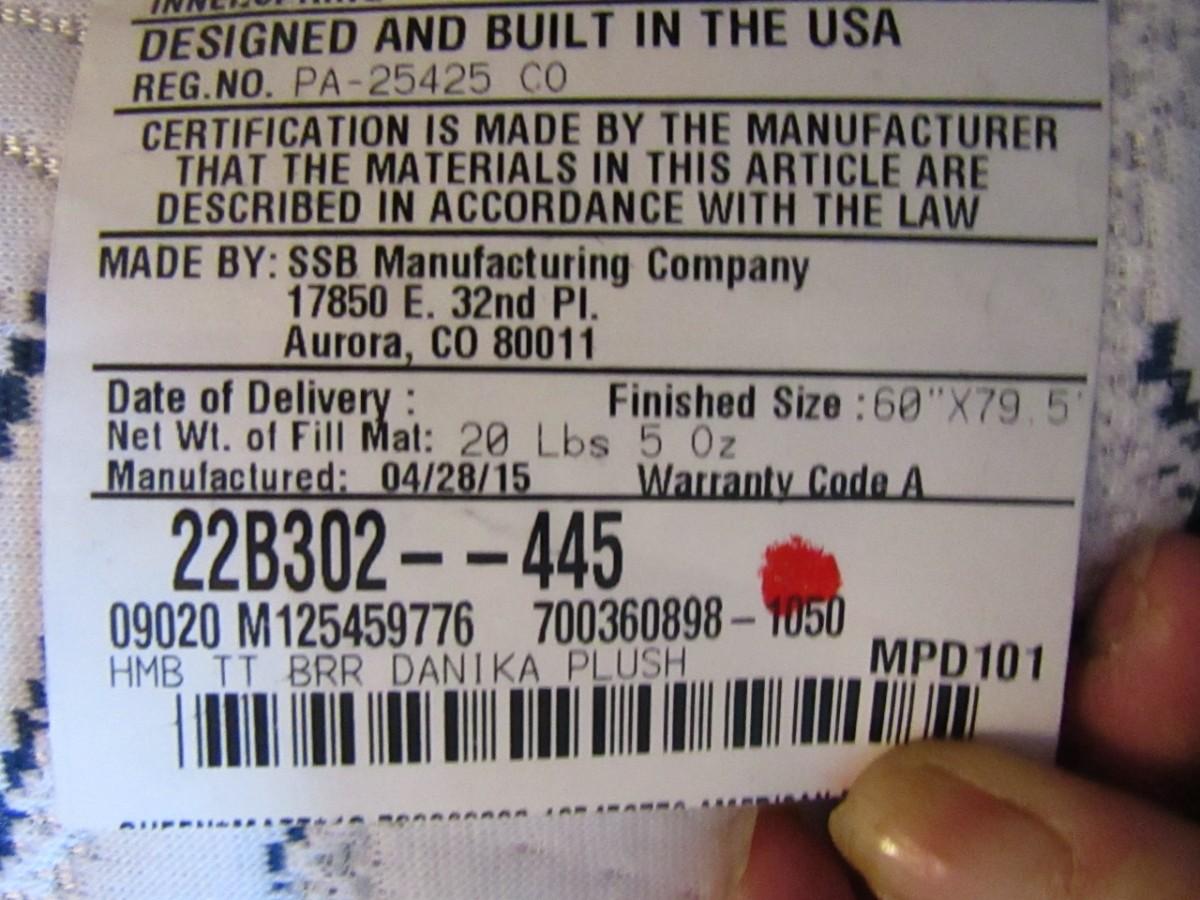 DESIGNED AND BUILT IN THE USA
REG.NO. PA-25425 CO
CERTIFICATION IS MADE BY THE MANUFACTURER
THAT THE MATERIALS IN THIS ARTICLE ARE
DESCRIBED IN ACCORDANCE WITH THE LAW
MADE BY: SSB Manufacturing Company
17850 E. 32nd Pl.
Aurora, CO 80011
Date of Delivery : Finished Size :60"X79.5'
Net Wt. of Fill Mat: 20 Lbs 5 Oz
Manufactured: 04/28/15 Warranty Code A
22B302--445
09020 M125459776 700360898-1050
HMB TT BRR DANIKA PLUSH MPD101